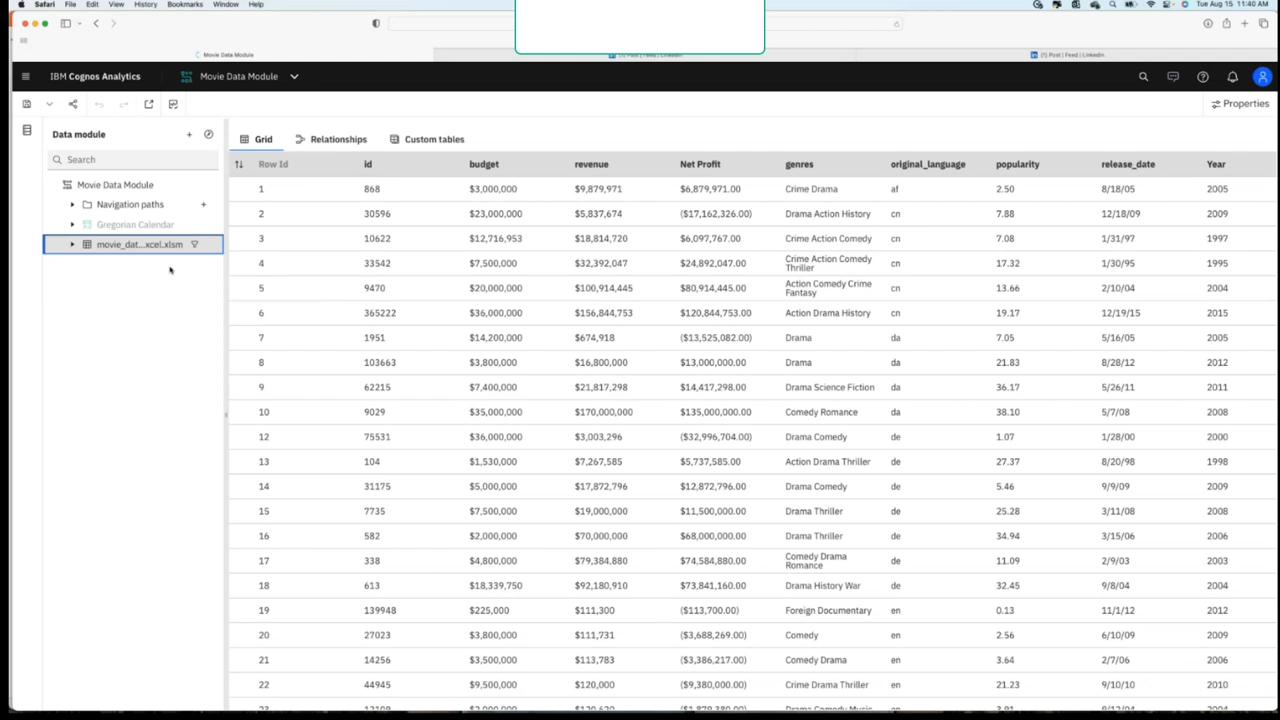 Safari File Edit View History Bookmarks Window Help Tue Aug 15 11:40 AM
Movie Data Module (1) Post | Feed | LinkedIn (1) Post | Feed | LinkedIn
IBM Cognos Analytics Movie Data Module
Properties
Data module
Grid Relationships Custom tables
Search
Movie Data Module
Navigation paths
Gregorian Calendar
movie_dat...xcel.xlsm
Row Id id budget revenue Net Profit genres original_language popularity release_date Year
1 868 $3,000,000 $9,879,971 $6,879,971.00 Crime Drama af 2.50 8/18/05 2005
2 30596 $23,000,000 $5,837,674 ($17,162,326.00) Drama Action History cn 7.88 12/18/09 2009
3 10622 $12,716,953 $18,814,720 $6,097,767.00 Crime Action Comedy cn 7.08 1/31/97 1997
4 33542 $7,500,000 $32,392,047 $24,892,047.00 Crime Action Comedy Thriller cn 17.32 1/30/95 1995
5 9470 $20,000,000 $100,914,445 $80,914,445.00 Action Comedy Crime Fantasy cn 13.66 2/10/04 2004
6 365222 $36,000,000 $156,844,753 $120,844,753.00 Action Drama History cn 19.17 12/19/15 2015
7 1951 $14,200,000 $674,918 ($13,525,082.00) Drama da 7.05 5/16/05 2005
8 103663 $3,800,000 $16,800,000 $13,000,000.00 Drama da 21.83 8/28/12 2012
9 62215 $7,400,000 $21,817,298 $14,417,298.00 Drama Science Fiction da 36.17 5/26/11 2011
10 9029 $35,000,000 $170,000,000 $135,000,000.00 Comedy Romance da 38.10 5/7/08 2008
12 75531 $36,000,000 $3,003,296 ($32,996,704.00) Drama Comedy de 1.07 1/28/00 2000
13 104 $1,530,000 $7,267,585 $5,737,585.00 Action Drama Thriller de 27.37 8/20/98 1998
14 31175 $5,000,000 $17,872,796 $12,872,796.00 Drama Comedy de 5.46 9/9/09 2009
15 7735 $7,500,000 $19,000,000 $11,500,000.00 Drama Thriller de 25.28 3/11/08 2008
16 582 $2,000,000 $70,000,000 $68,000,000.00 Drama Thriller de 34.94 3/15/06 2006
17 338 $4,800,000 $79,384,880 $74,584,880.00 Comedy Drama Romance de 11.09 2/9/03 2003
18 613 $18,339,750 $92,180,910 $73,841,160.00 Drama History War de 32.45 9/8/04 2004
19 139948 $225,000 $111,300 ($113,700.00) Foreign Documentary en 0.13 11/1/12 2012
20 27023 $3,800,000 $111,731 ($3,688,269.00) Comedy en 2.56 6/10/09 2009
21 14256 $3,500,000 $113,783 ($3,386,217.00) Comedy Drama en 3.64 2/7/06 2006
22 44945 $9,500,000 $120,000 ($9,380,000.00) Crime Drama Thriller en 21.23 9/10/10 2010